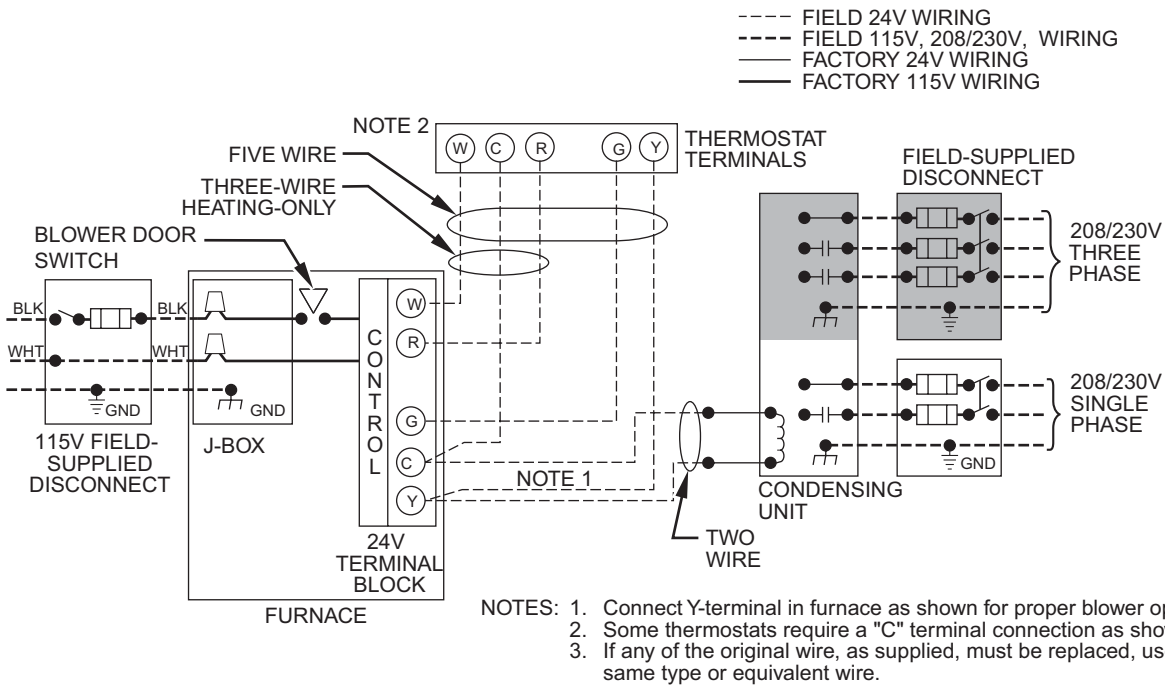 FIELD 24V WIRING
FIELD 115V, 208/230V, WIRING
FACTORY 24V WIRING
FACTORY 115V WIRING
NOTE 2
W C R G Y
THERMOSTAT
TERMINALS
FIVE WIRE
THREE-WIRE
HEATING-ONLY
BLOWER DOOR
SWITCH
FIELD-SUPPLIED
DISCONNECT
208/230V
THREE
PHASE
BLK
BLK
WHT
WHT
GND
GND
115V FIELD-
SUPPLIED
DISCONNECT
J-BOX
CONTROL
W
R
G
C
Y
NOTE 1
24V
TERMINAL
BLOCK
FURNACE
208/230V
SINGLE
PHASE
GND
CONDENSING
UNIT
TWO
WIRE
NOTES: 1. Connect Y-terminal in furnace as shown for proper blower
2. Some thermostats require a "C" terminal connection as
3. If any of the original wire, as supplied, must be replaced,
same type or equivalent wire.